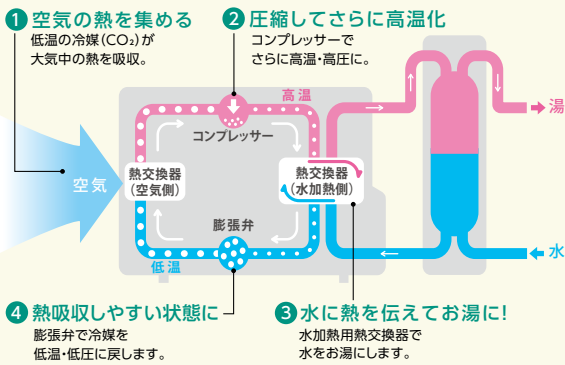 1 空気の熱を集める
低温の冷媒(CO₂)が
大気中の熱を吸収。
2 圧縮してさらに高温化
コンプレッサーで
さらに高温・高圧に。
高温
コンプレッサー
湯
空気
熱交換器
(空気側)
熱交換器
(水加熱側)
膨張弁
低温
水
4 熱吸収しやすい状態に
膨張弁で冷媒を
低温・低圧に戻します。
3 水に熱を伝えてお湯に!
水加熱用熱交換器で
水をお湯にします。